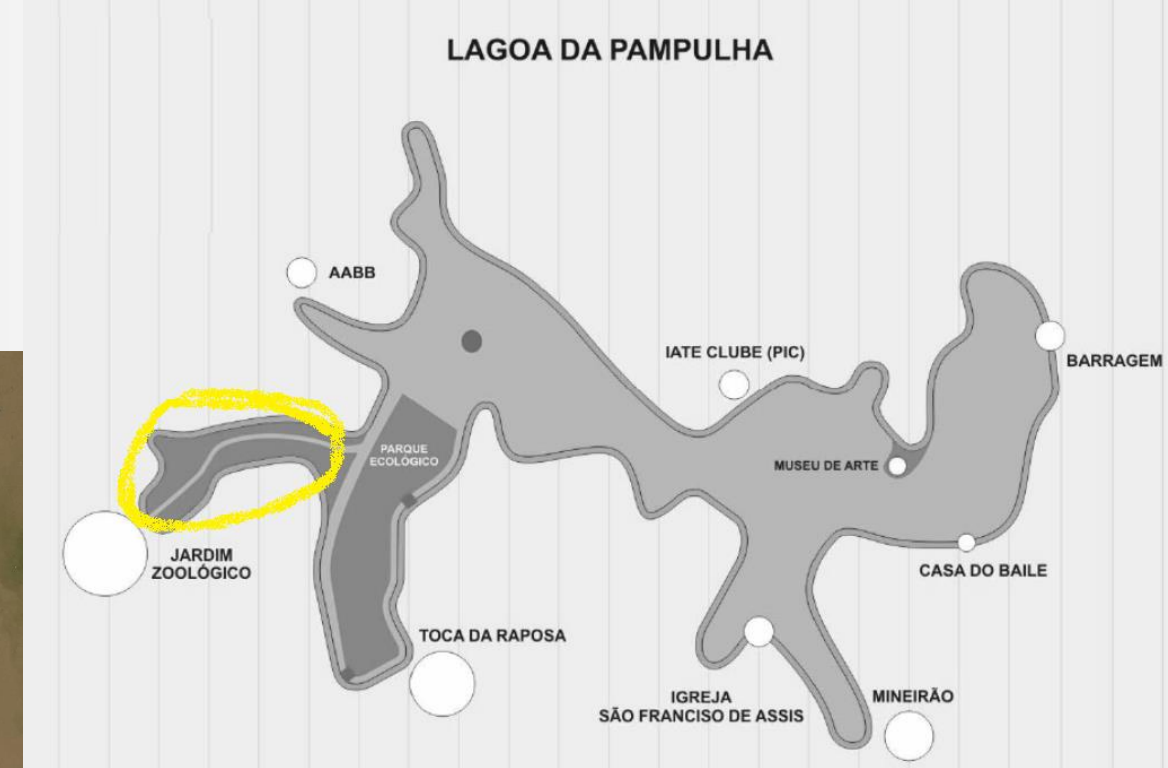 LAGOA DA PAMPULHA
AABB
IATE CLUBE (PIC)
BARRAGEM
PARQUE
ECOLÓGICO
MUSEU DE ARTE
JARDIM
ZOOLÓGICO
CASA DO BAILE
TOCA DA RAPOSA
IGREJA
SÃO FRANCISO DE ASSIS
MINEIRÃO